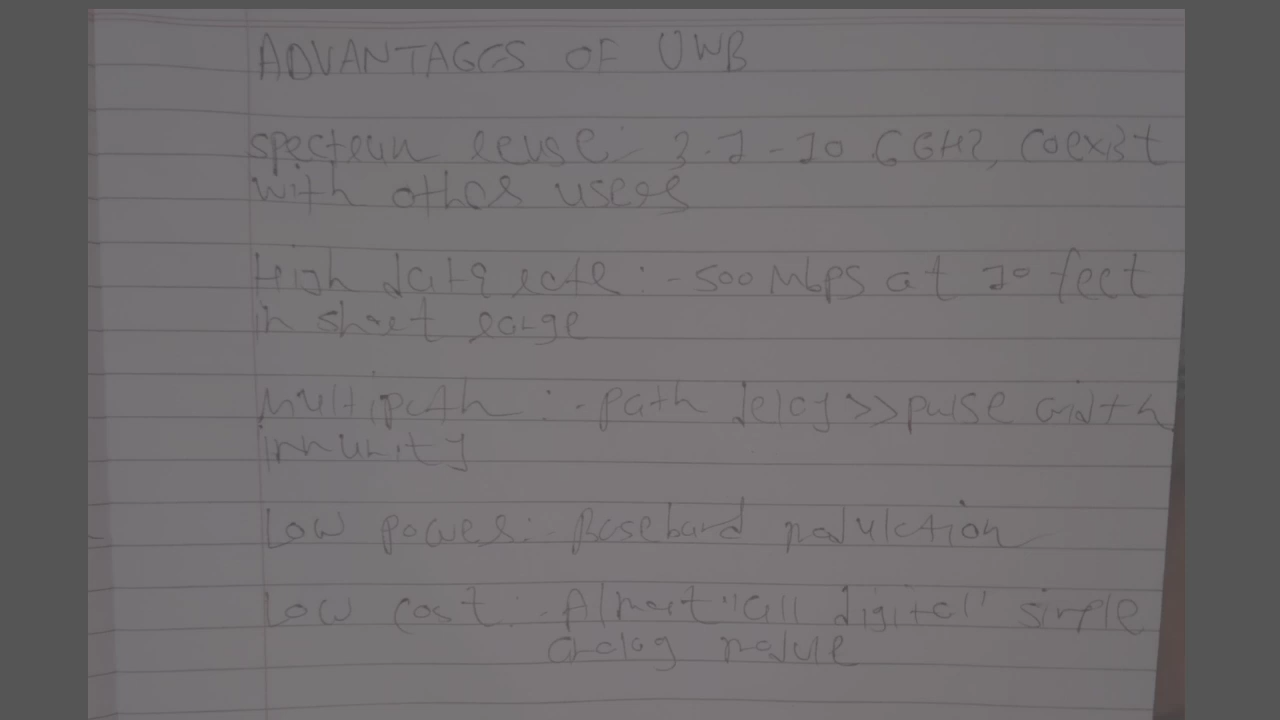 ADVANTAGES OF UWB
spectrum reuse:- 3.1-10 6 GHz, coexist
with other users
High data rate :- 500 Mbps at 10 feet
in short range
multipath :- path delay >> pulse width
immunity
Low power:- Baseband modulation
Low cost :- Almost "all digital" simple
analog module